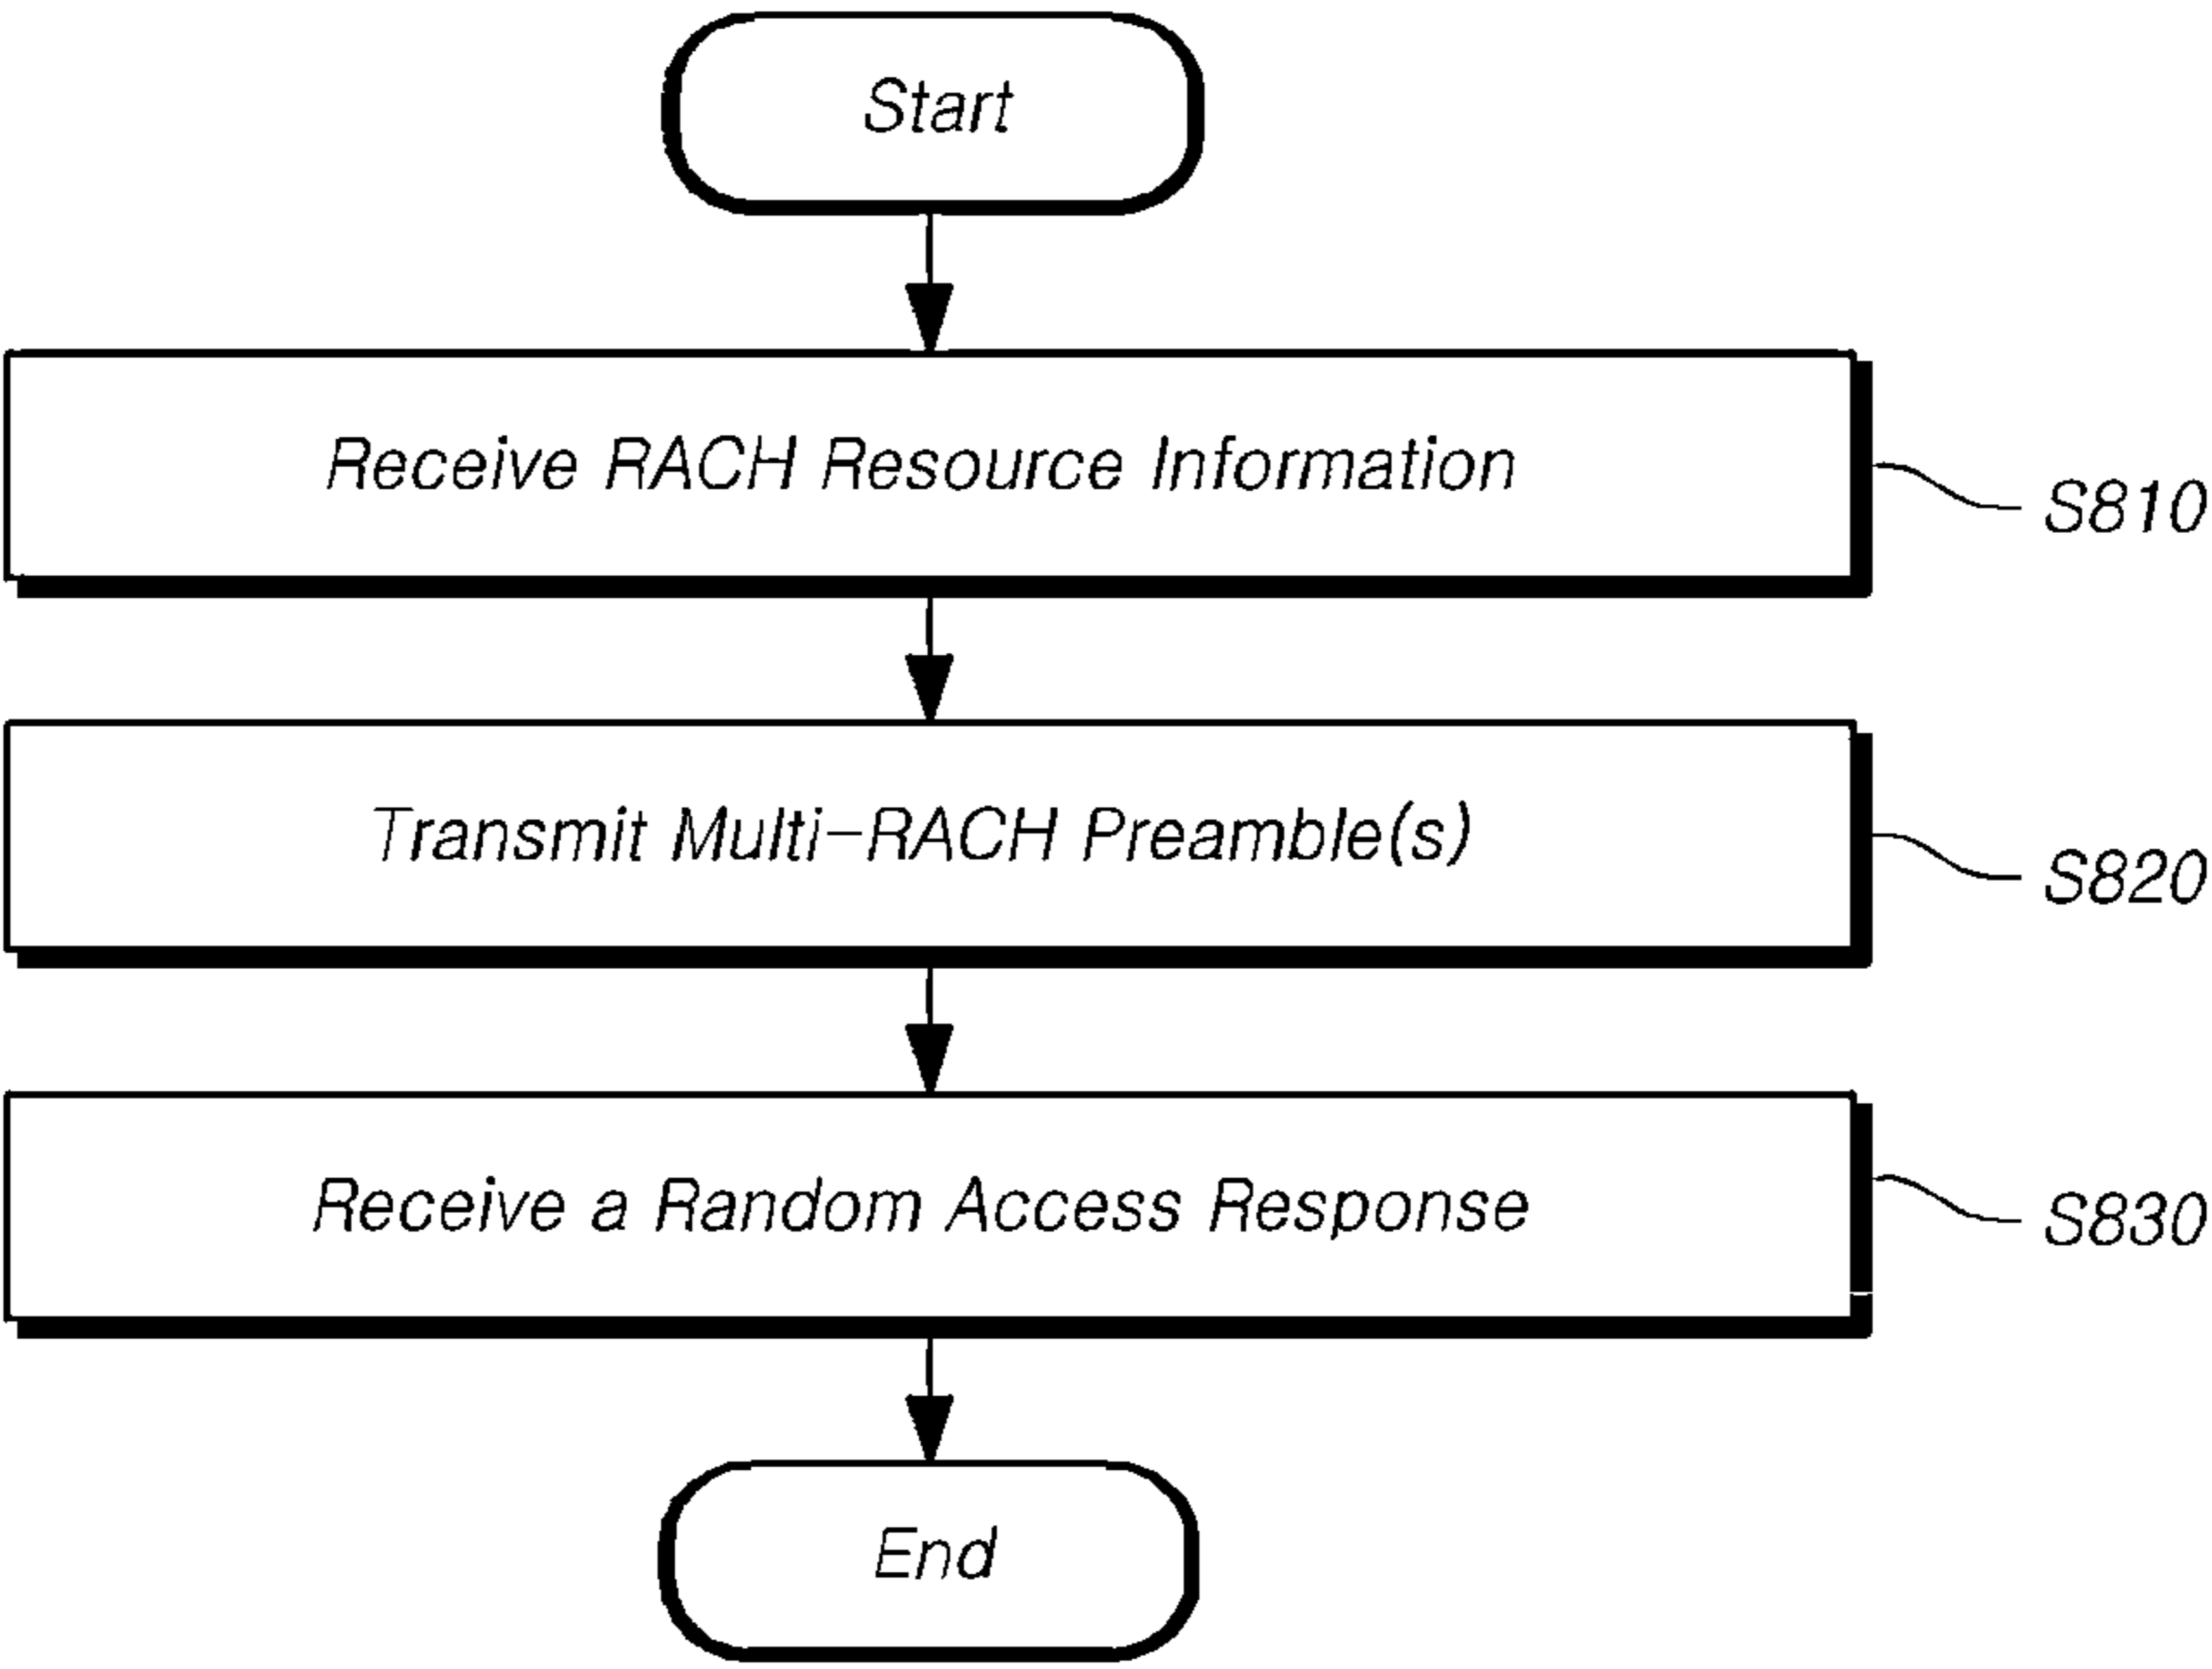 Start
Receive RACH Resource Information
S810
Transmit Multi-RACH Preamble(s)
S820
Receive a Random Access Response
S830
End